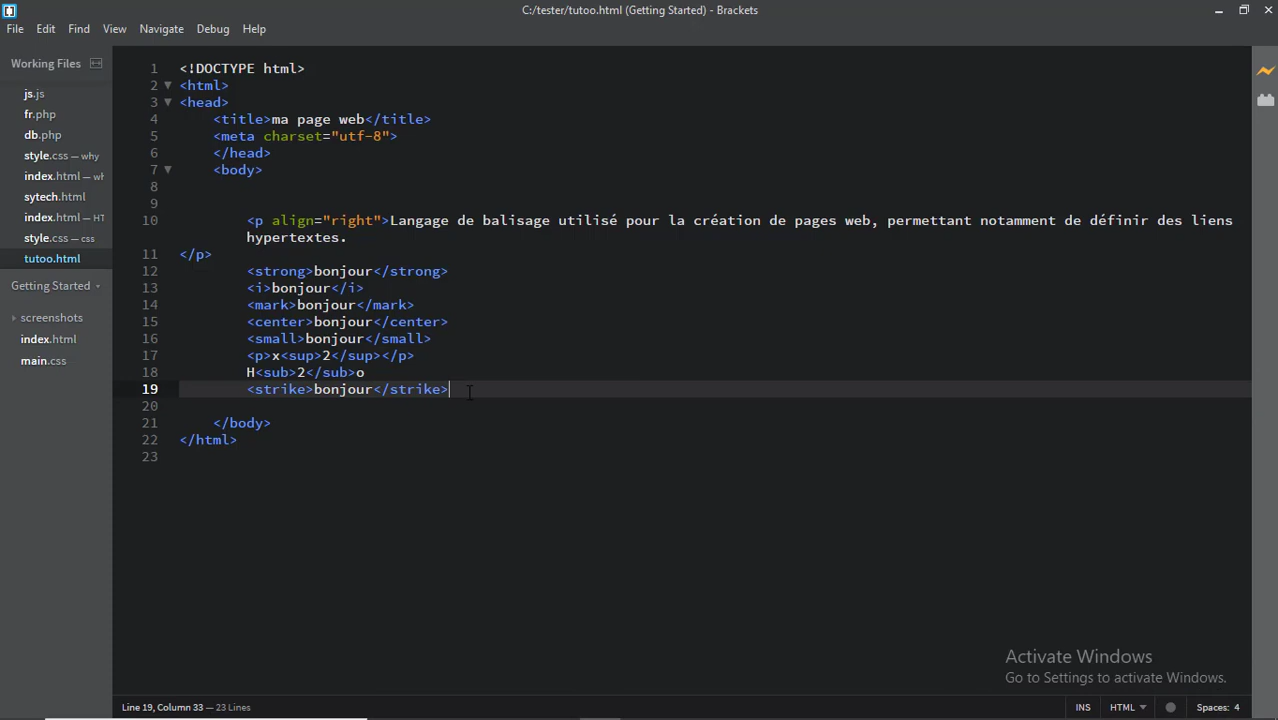 C:/tester/tutoo.html (Getting Started) - Brackets
File Edit Find View Navigate Debug Help
Working Files
js.js
fr.php
db.php
style.css — why
index.html — wh
sytech.html
index.html — HT
style.css — css
tutoo.html
Getting Started
screenshots
index.html
main.css
1 <!DOCTYPE html>
2 <html>
3 <head>
4 <title>ma page web</title>
5 <meta charset="utf-8">
6 </head>
7 <body>
8
9
10 <p align="right">Langage de balisage utilisé pour la création de pages web, permettant notamment de définir des liens
hypertextes.
11 </p>
12 <strong>bonjour</strong>
13 <i>bonjour</i>
14 <mark>bonjour</mark>
15 <center>bonjour</center>
16 <small>bonjour</small>
17 <p>x<sup>2</sup></p>
18 H<sub>2</sub>o
19 <strike>bonjour</strike>
20
21 </body>
22 </html>
23
Activate Windows
Go to Settings to activate Windows.
Line 19, Column 33 — 23 Lines
INS HTML Spaces: 4